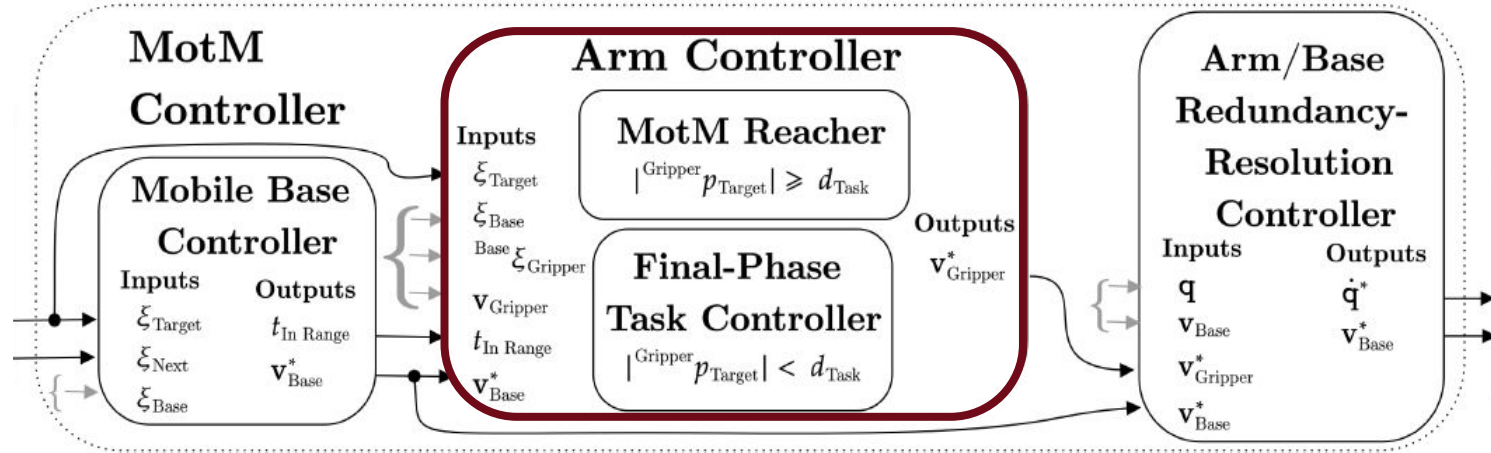 MotM
Controller
Mobile Base
Controller
Inputs
ξ_Target
ξ_Next
ξ_Base
Outputs
t_In Range
v*_Base
Arm Controller
Inputs
ξ_Target
ξ_Base
^Base ξ_Gripper
v_Gripper
t_In Range
v*_Base
MotM Reacher
|^Gripper p_Target| ⩾ d_Task
Final-Phase
Task Controller
|^Gripper p_Target| < d_Task
Outputs
v*_Gripper
Arm/Base
Redundancy-
Resolution
Controller
Inputs
q
v_Base
v*_Gripper
v*_Base
Outputs
q̇*
v*_Base